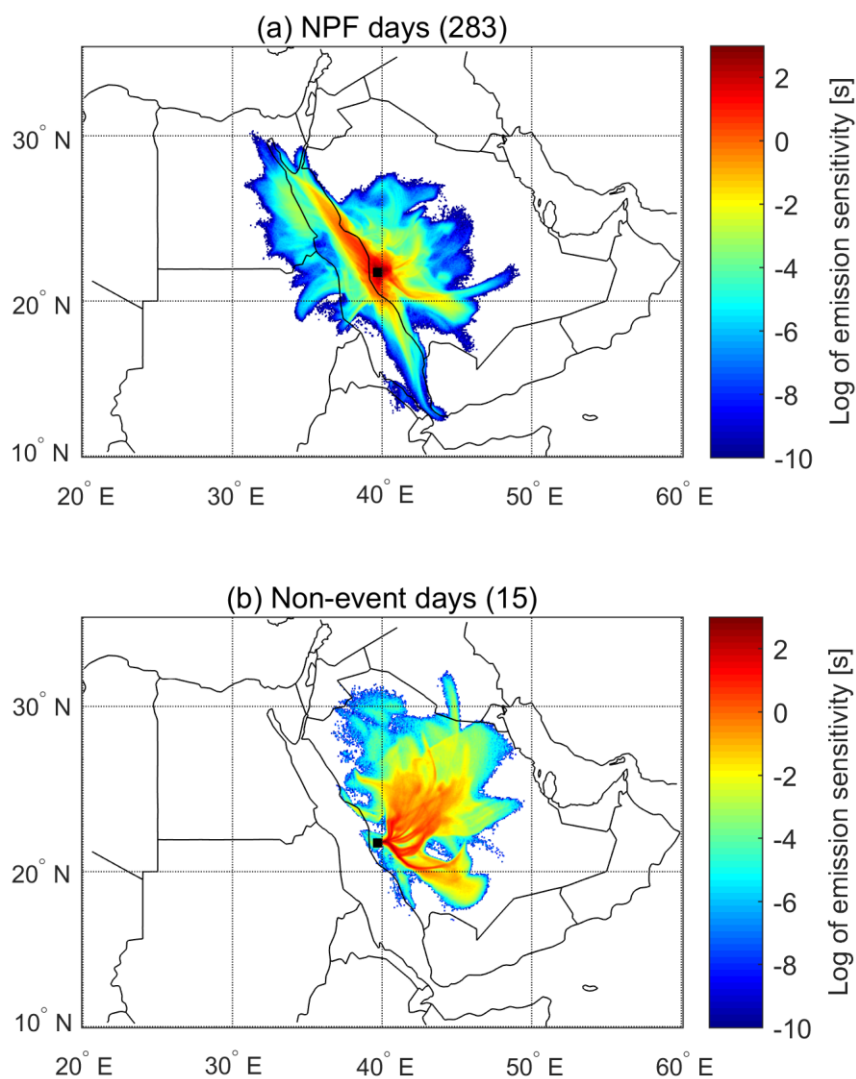 (a) NPF days (283)
30° N
20° N
10° N
20° E
30° E
40° E
50° E
60° E
2
0
-2
-4
-6
-8
-10
Log of emission sensitivity [s]
(b) Non-event days (15)
30° N
20° N
10° N
20° E
30° E
40° E
50° E
60° E
2
0
-2
-4
-6
-8
-10
Log of emission sensitivity [s]